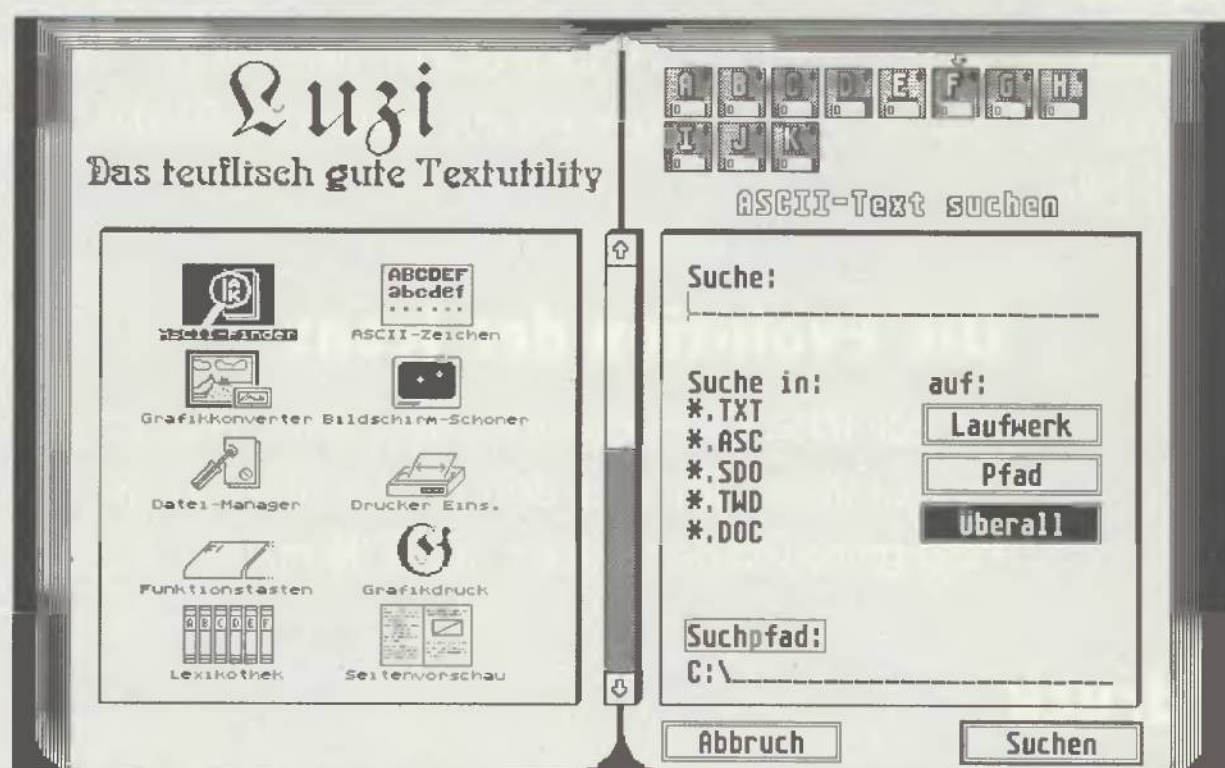 Luzi
Das teuflisch gute Textutility
Ascii-Finder
ABCDEF
abcdef
ASCII-Zeichen
Grafikkonverter
Bildschirm-Schoner
Datei-Manager
Drucker Eins.
Funktionstasten
Grafikdruck
A B C D E F
Lexikothek
Seitenvorschau
A B C D E F G H
I J K
ASCII-Text suchen
Suche:
Suche in: auf:
*.TXT
*.ASC
*.SDO
*.TWD
*.DOC
Laufwerk
Pfad
Überall
Suchpfad:
C:\
Abbruch
Suchen